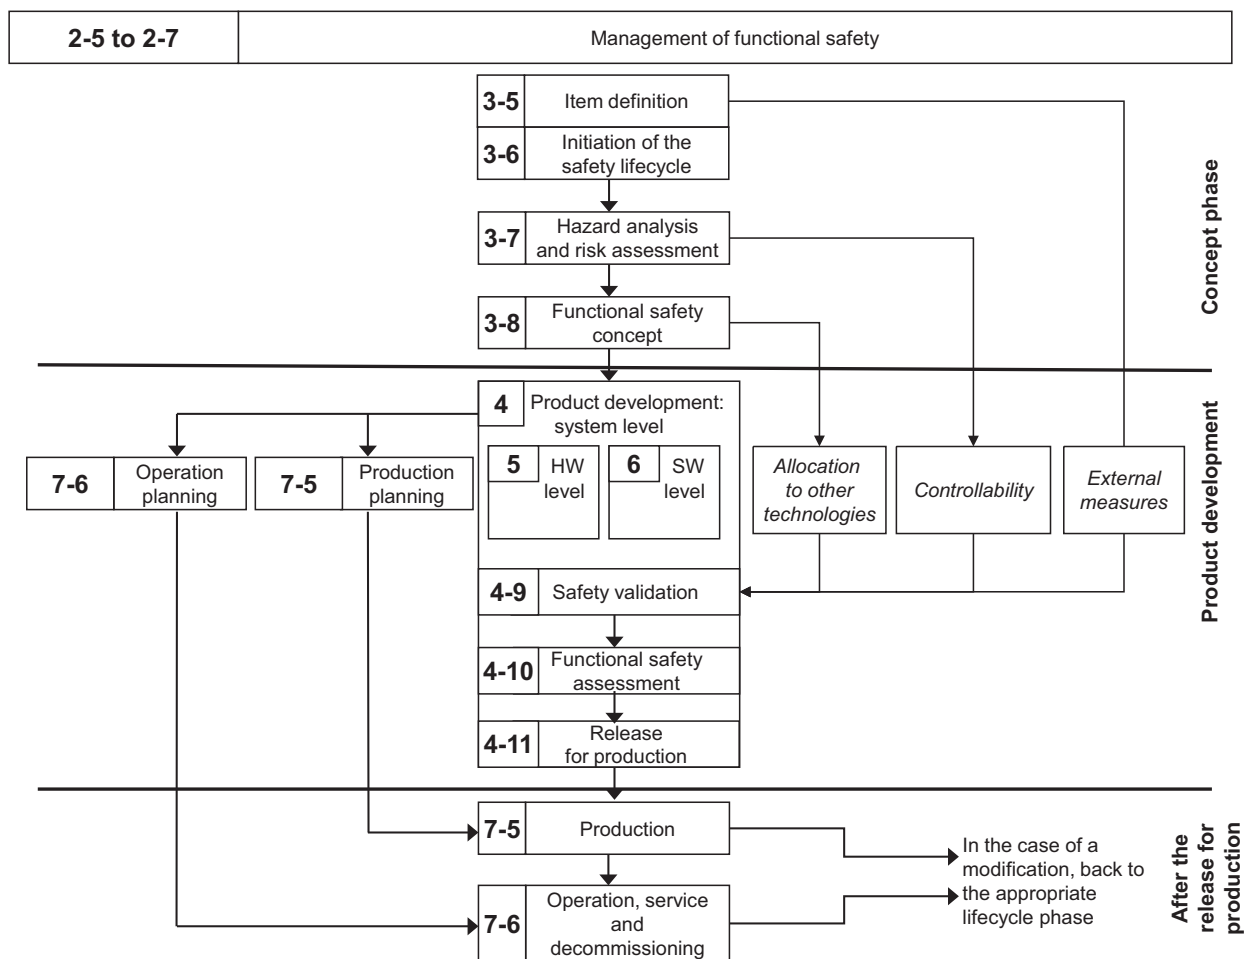 2-5 to 2-7
Management of functional safety
3-5
Item definition
3-6
Initiation of the
safety lifecycle
3-7
Hazard analysis
and risk assessment
3-8
Functional safety
concept
Concept phase
4
Product development:
system level
5
HW
level
6
SW
level
7-6
Operation
planning
7-5
Production
planning
Allocation
to other
technologies
Controllability
External
measures
4-9
Safety validation
4-10
Functional safety
assessment
4-11
Release
for production
Product development
7-5
Production
7-6
Operation, service
and
decommissioning
In the case of a
modification, back to
the appropriate
lifecycle phase
After the
release for
production